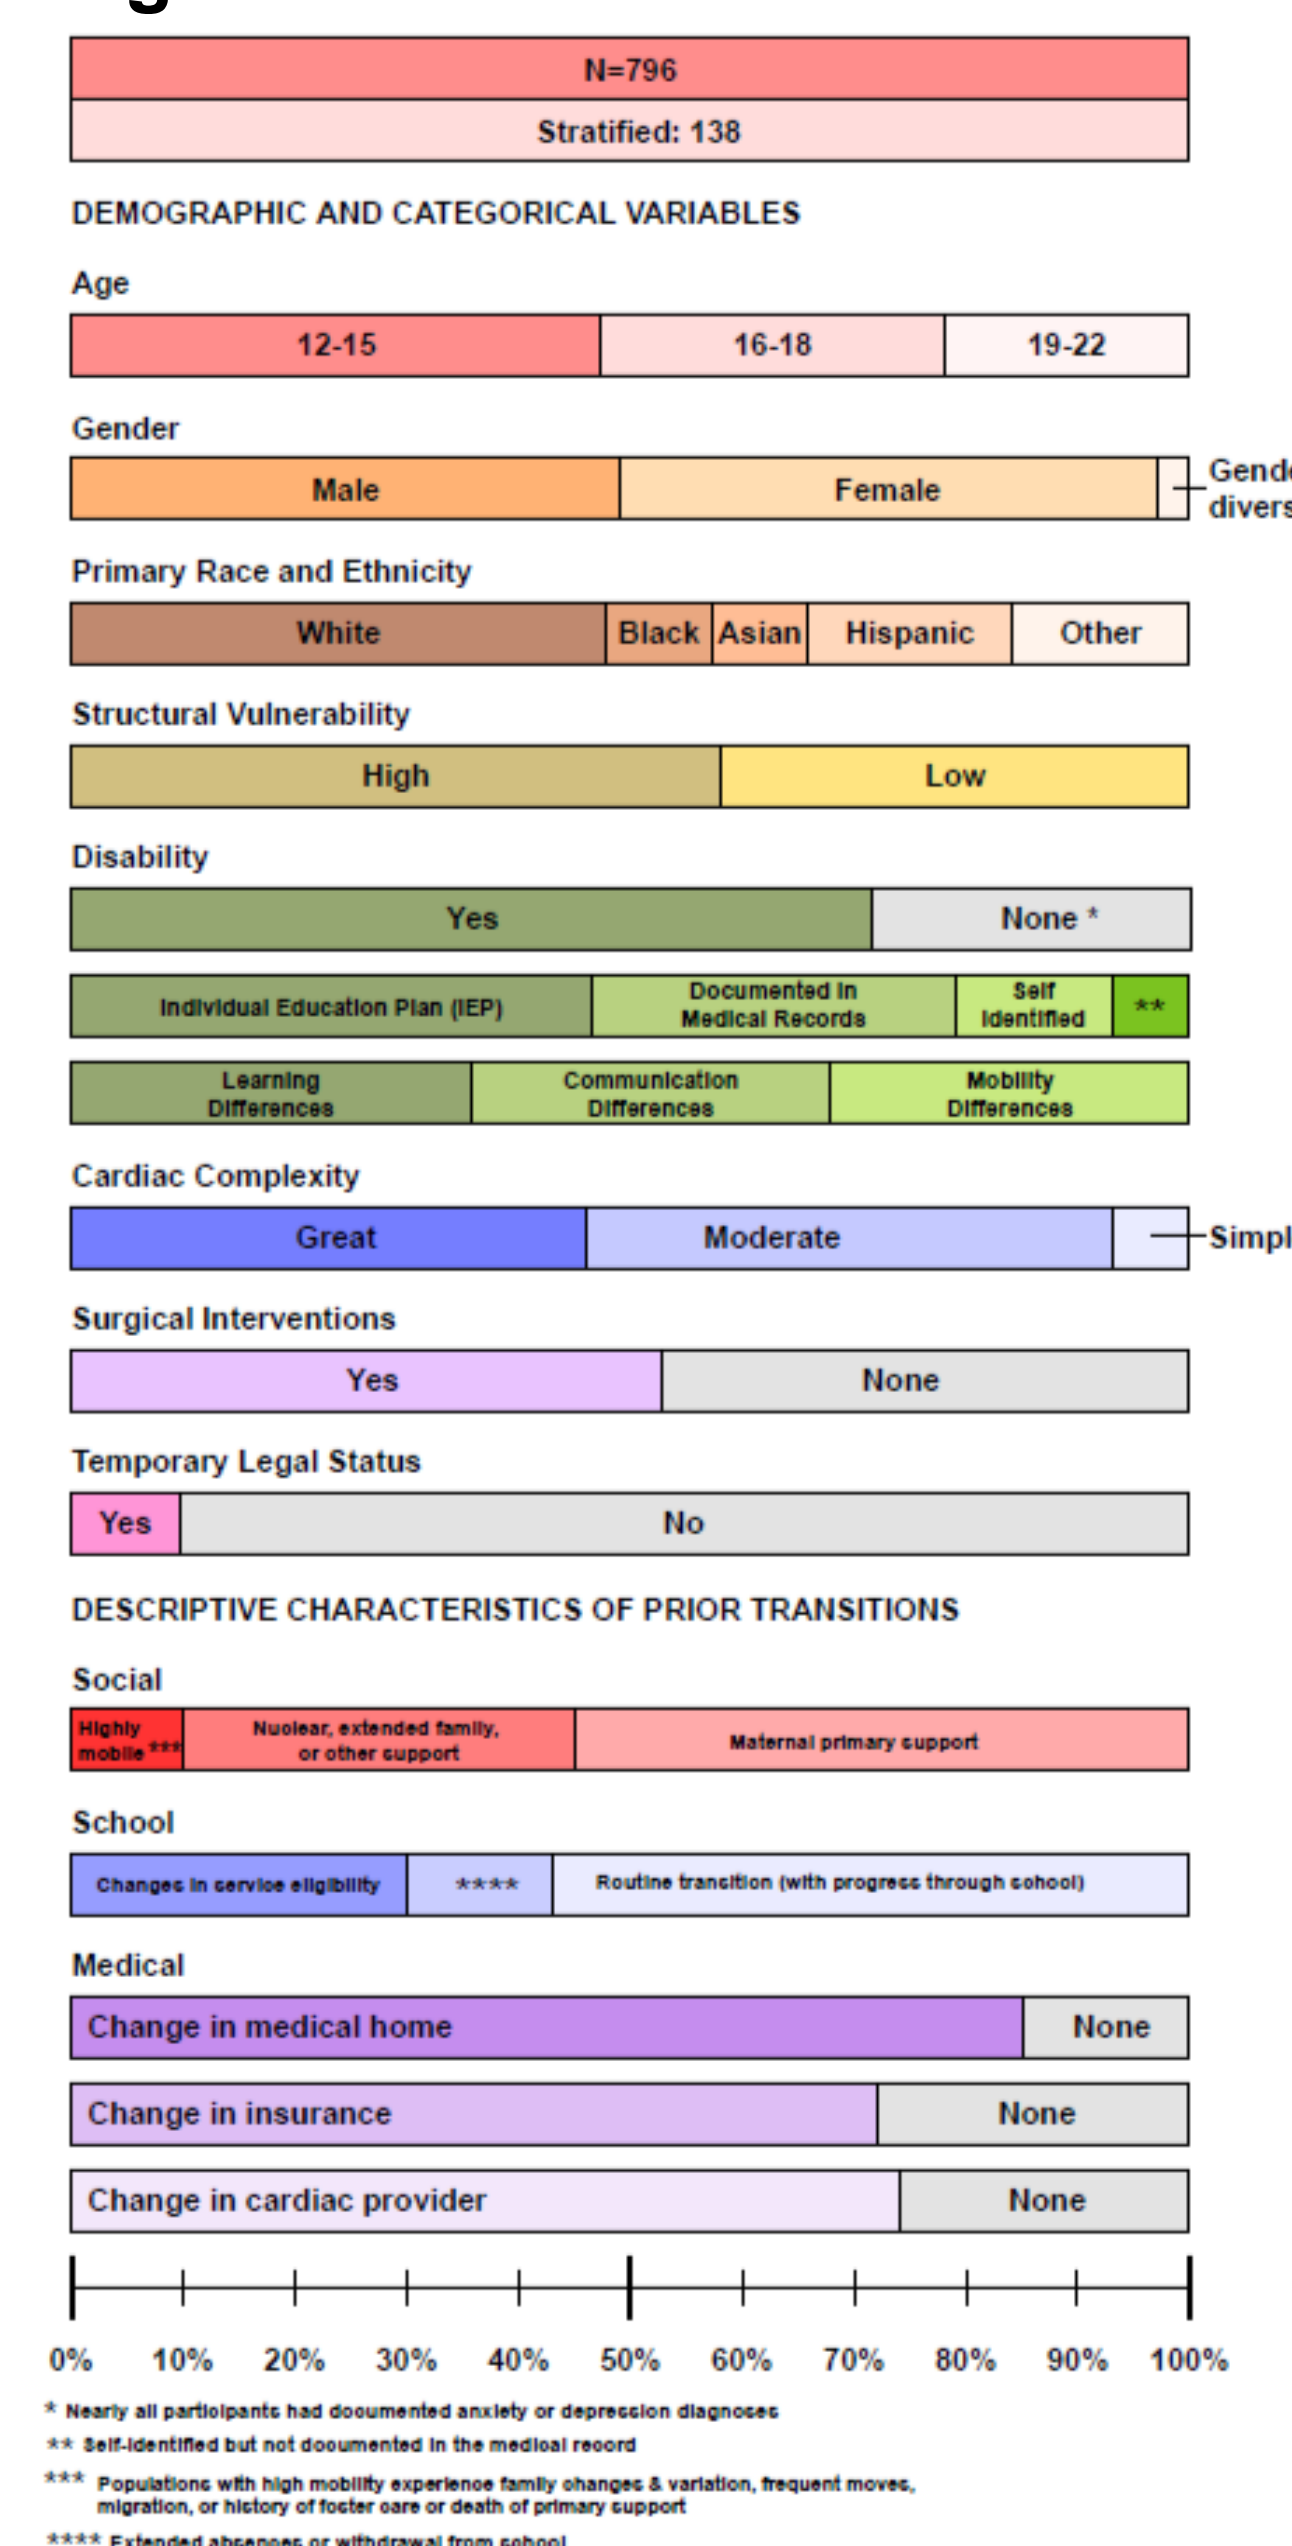 N=796
Stratified: 138
DEMOGRAPHIC AND CATEGORICAL VARIABLES
Age
12-15 16-18 19-22
Gender
Male Female Gende
divers
Primary Race and Ethnicity
White Black Asian Hispanic Other
Structural Vulnerability
High Low
Disability
Yes None *
Individual Education Plan (IEP) Documented in
Medical Records Self
Identified **
Learning
Differences Communication
Differences Mobility
Differences
Cardiac Complexity
Great Moderate Simpl
Surgical Interventions
Yes None
Temporary Legal Status
Yes No
DESCRIPTIVE CHARACTERISTICS OF PRIOR TRANSITIONS
Social
Highly
mobile *** Nuclear, extended family,
or other support Maternal primary support
School
Changes in service eligibility **** Routine transition (with progress through school)
Medical
Change in medical home None
Change in insurance None
Change in cardiac provider None
0% 10% 20% 30% 40% 50% 60% 70% 80% 90% 100%
* Nearly all participants had documented anxiety or depression diagnoses
** Self-identified but not documented in the medical record
*** Populations with high mobility experience family changes & variation, frequent moves,
migration, or history of foster care or death of primary support
**** Extended absences or withdrawal from school